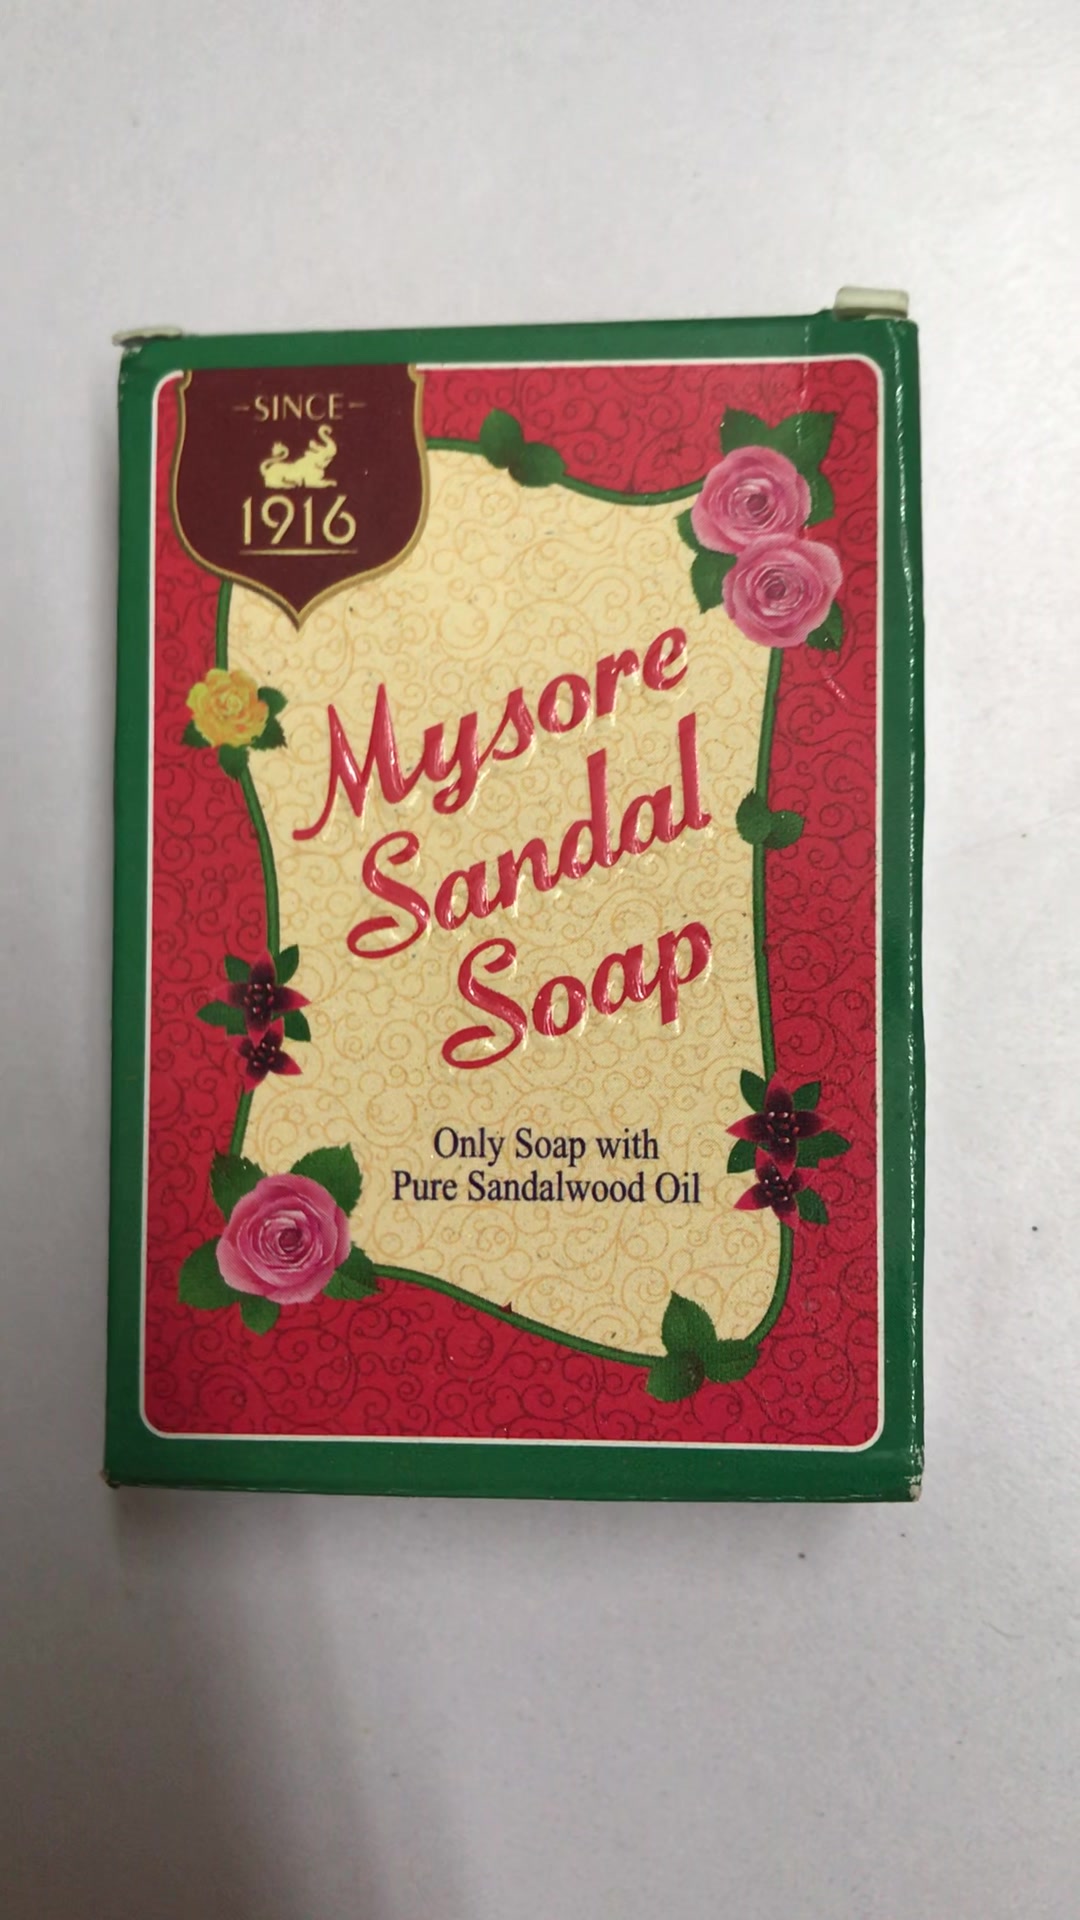 -SINCE-
1916
Mysore
Sandal
Soap
Only Soap with
Pure Sandalwood Oil